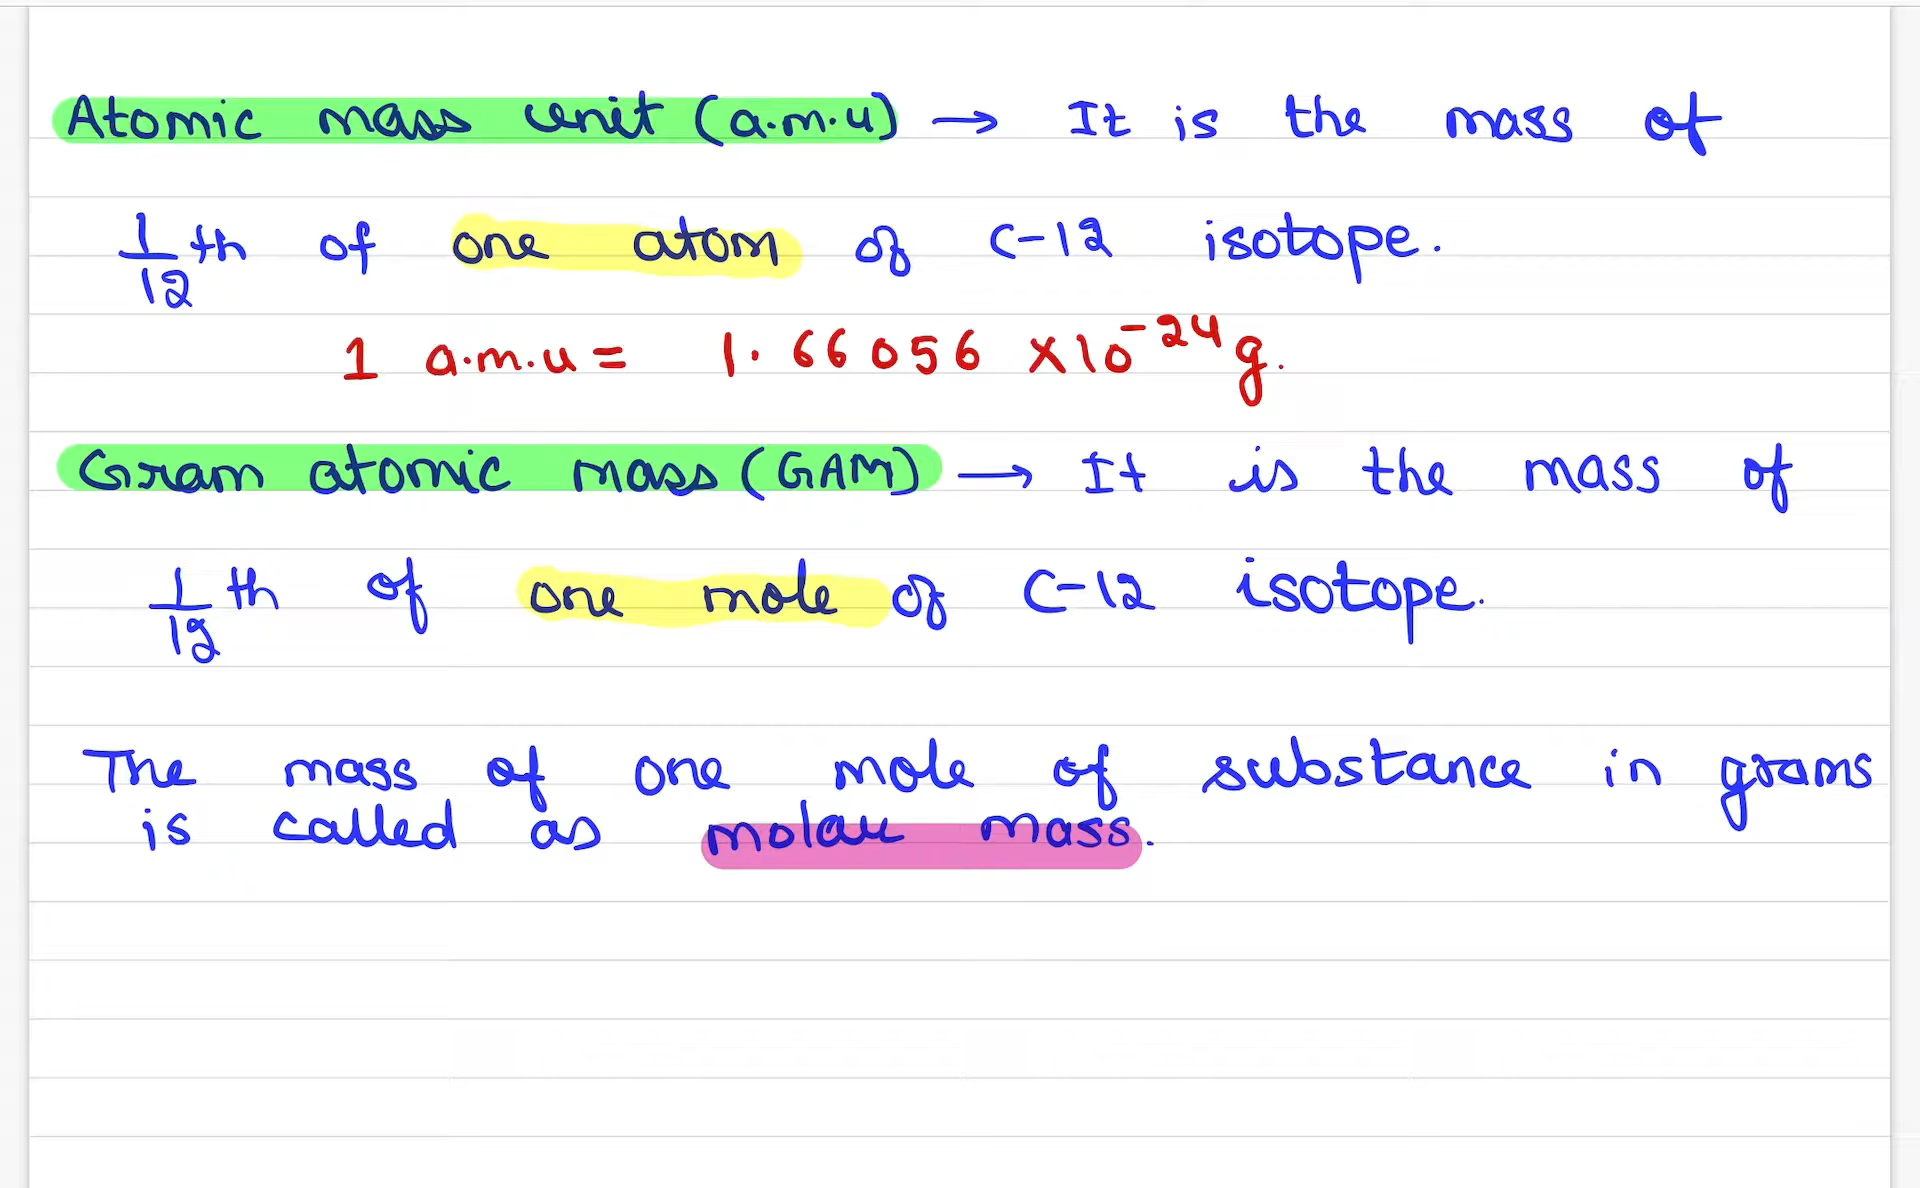 Atomic mass unit (a.m.u) → It is the mass of
1/12 th of one atom of C-12 isotope.
1 a.m.u = 1.66056 ×10⁻²⁴ g.
Gram atomic mass (GAM) → It is the mass of
1/12 th of one mole of C-12 isotope.
The mass of one mole of substance in grams
is called as molar mass.